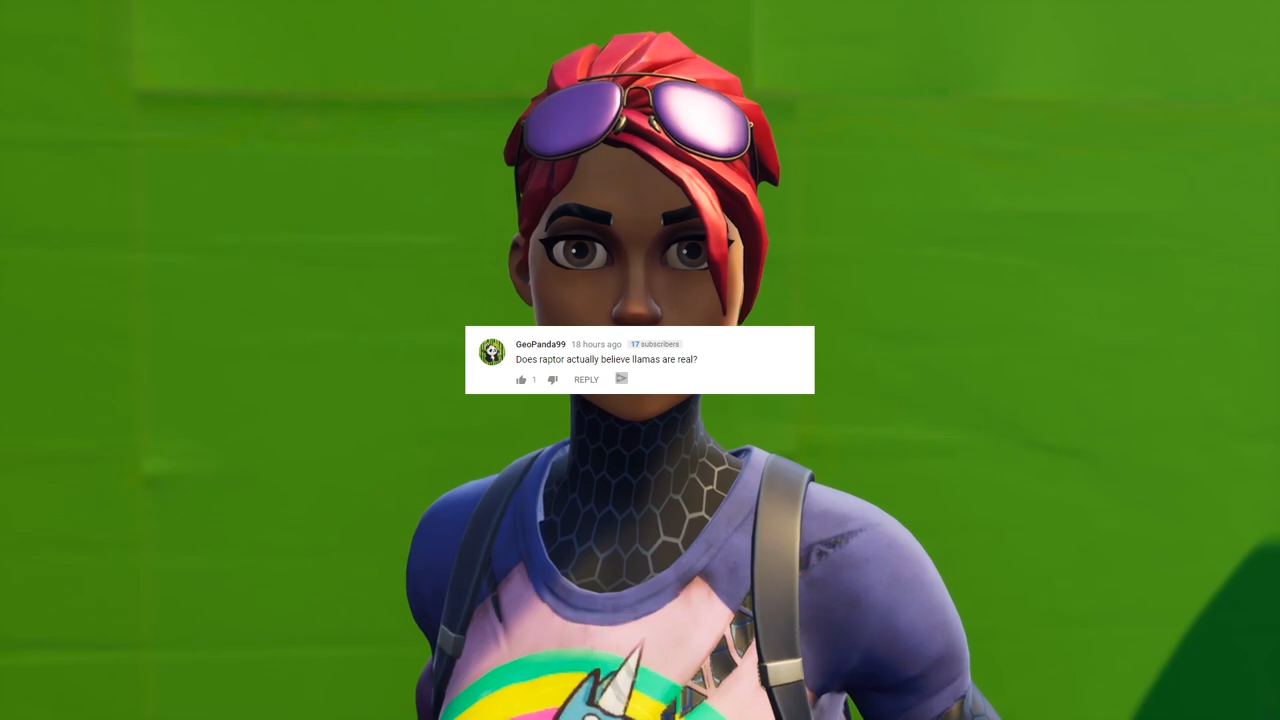 GeoPanda99 18 hours ago 17 subscribers
Does raptor actually believe llamas are real?
1 REPLY